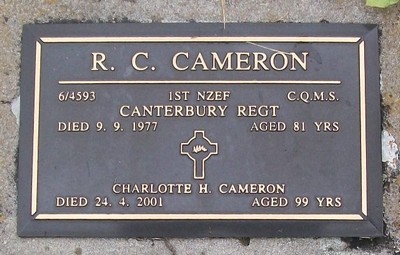 R. C. CAMERON
6/4593 1ST NZEF C.Q.M.S.
CANTERBURY REGT
DIED 9. 9. 1977 AGED 81 YRS
CHARLOTTE H. CAMERON
DIED 24. 4. 2001 AGED 99 YRS